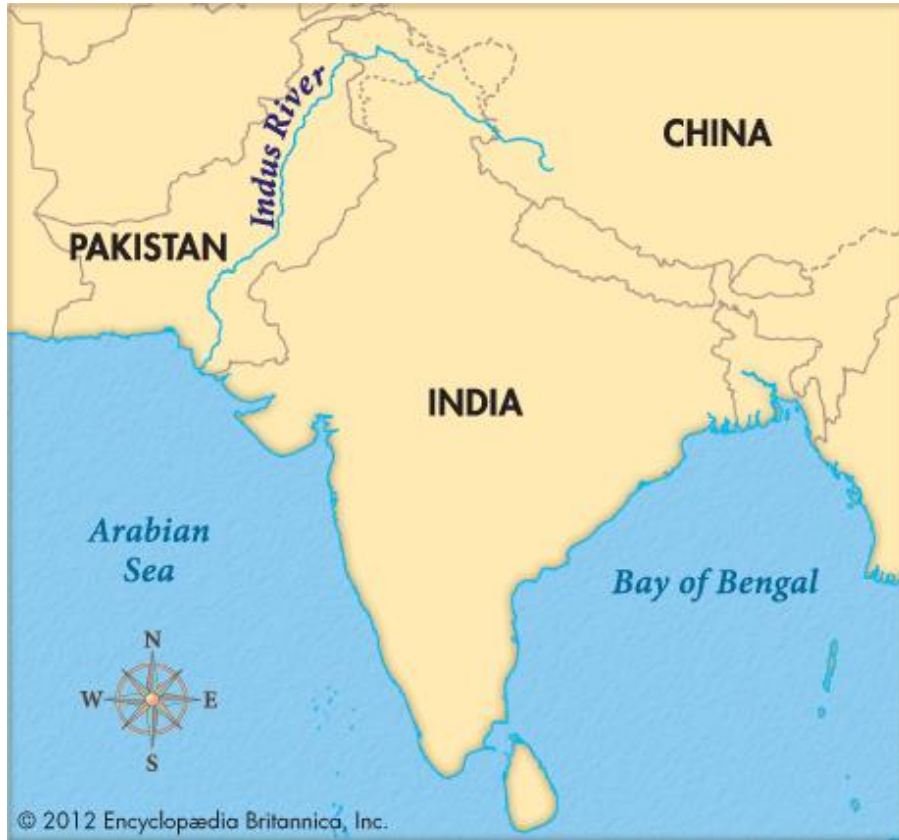 Indus River
CHINA
PAKISTAN
INDIA
Arabian
Sea
Bay of Bengal
N
W E
S
© 2012 Encyclopædia Britannica, Inc.